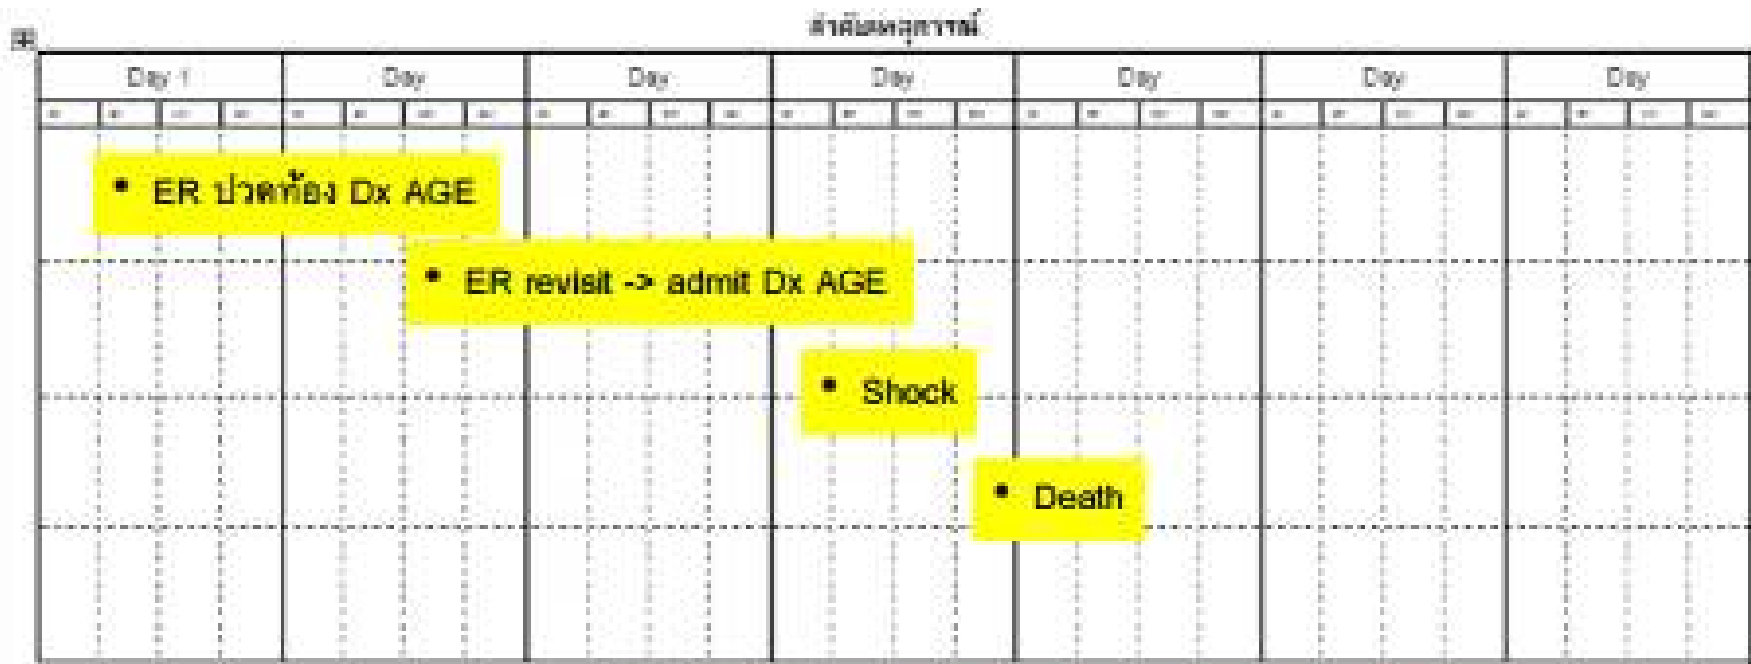 ลำดับเหตุการณ์
Day 1 Day Day Day Day Day Day
• ER ปวดท้อง Dx AGE
• ER revisit -> admit Dx AGE
• Shock
• Death